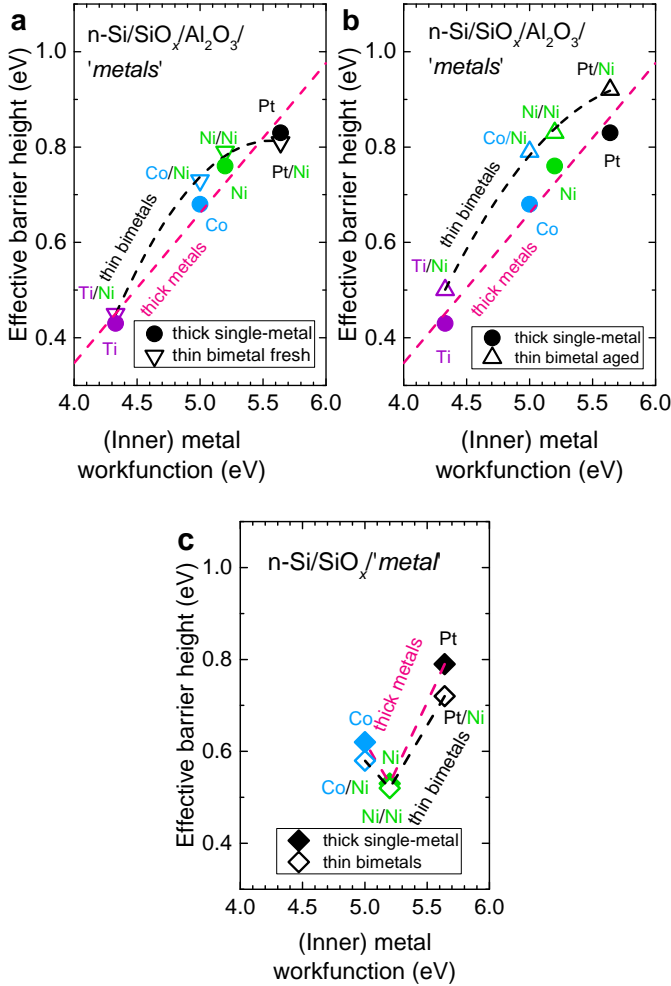 a
n-Si/SiOx/Al2O3/
'metals'
Effective barrier height (eV)
1.0
0.8
0.6
0.4
Pt
Ni/Ni
Co/Ni
Pt/Ni
Ni
Co
thin bimetals
thick metals
Ti/Ni
Ti
thick single-metal
thin bimetal fresh
4.0 4.5 5.0 5.5 6.0
(Inner) metal
workfunction (eV)
b
n-Si/SiOx/Al2O3/
'metals'
Effective barrier height (eV)
1.0
0.8
0.6
0.4
Pt/Ni
Ni/Ni
Co/Ni
Pt
Ni
Co
thin bimetals
thick metals
Ti/Ni
Ti
thick single-metal
thin bimetal aged
4.0 4.5 5.0 5.5 6.0
(Inner) metal
workfunction (eV)
c
n-Si/SiOx/'metal'
Effective barrier height (eV)
1.0
0.8
0.6
0.4
Pt
thick metals
Co
Pt/Ni
Ni
Co/Ni
Ni/Ni
thin bimetals
thick single-metal
thin bimetals
4.0 4.5 5.0 5.5 6.0
(Inner) metal
workfunction (eV)